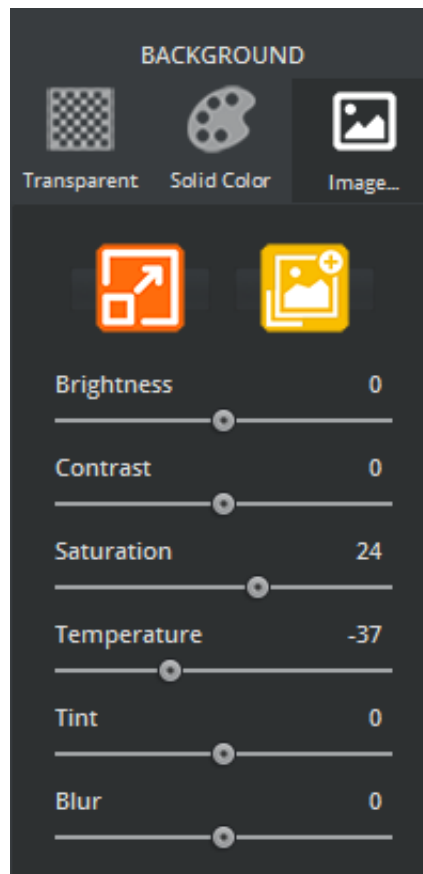 BACKGROUND
Transparent Solid Color Image...
Brightness 0
Contrast 0
Saturation 24
Temperature -37
Tint 0
Blur 0